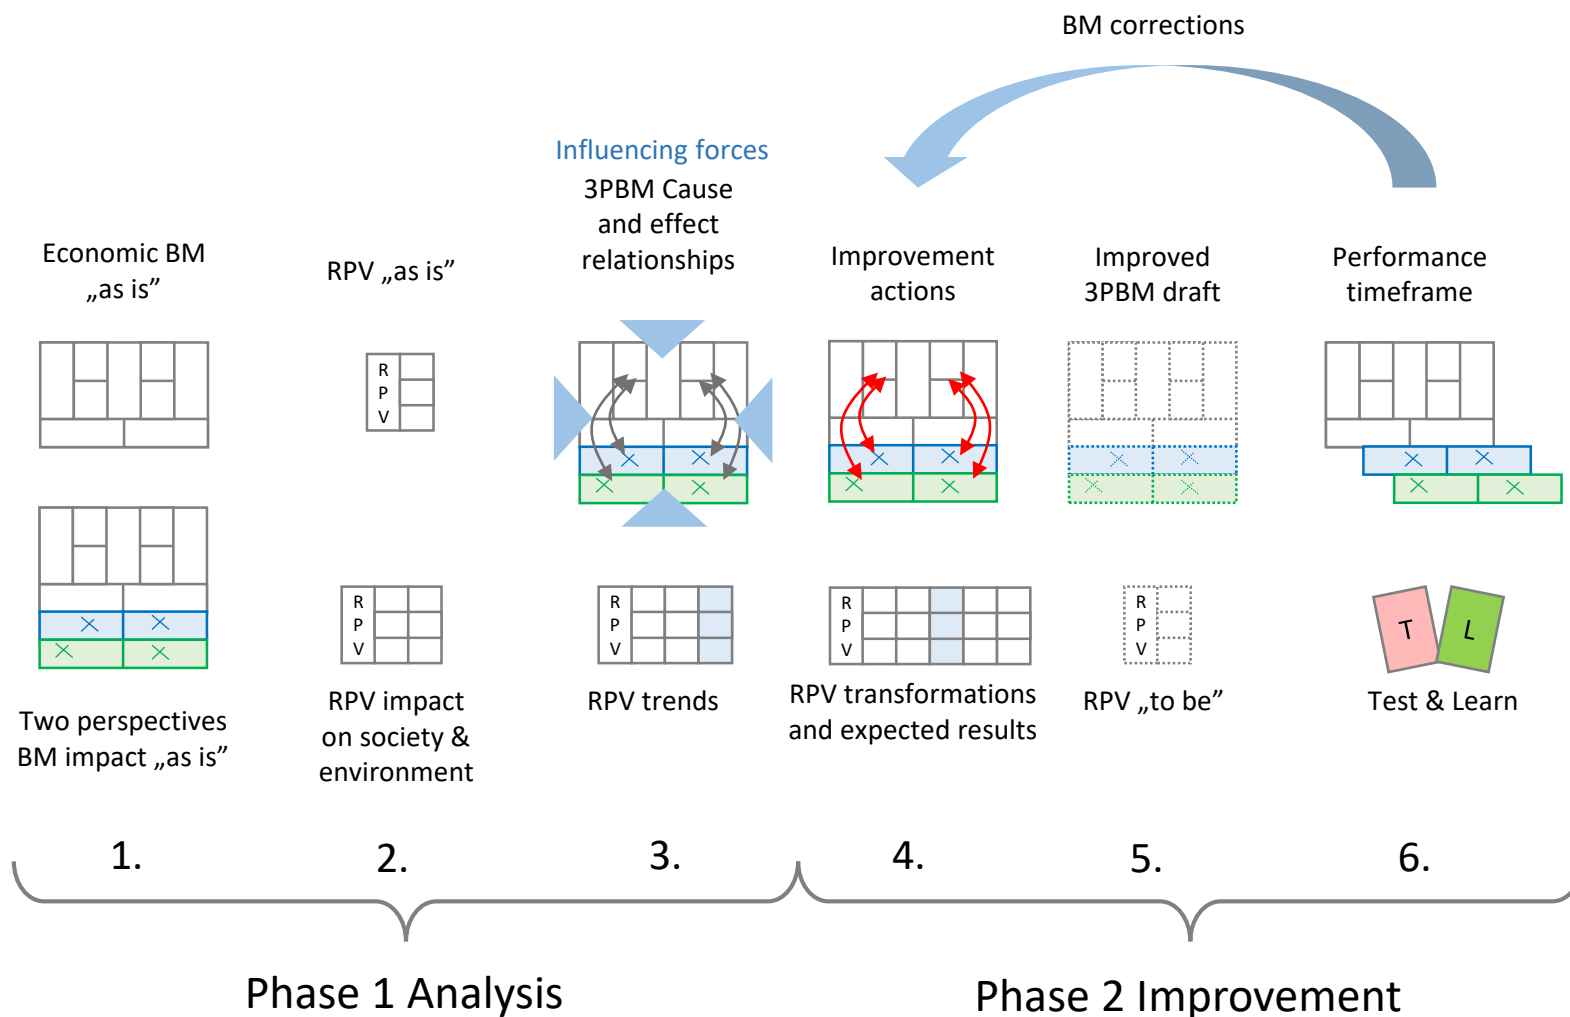 BM corrections
Influencing forces
3PBM Cause
and effect
relationships
Economic BM
„as is”
RPV „as is”
Improvement
actions
Improved
3PBM draft
Performance
timeframe
R
P
V
R
P
V
R
P
V
R
P
V
R
P
V
T
L
Two perspectives
BM impact „as is”
RPV impact
on society &
environment
RPV trends
RPV transformations
and expected results
RPV „to be”
Test & Learn
1.
2.
3.
4.
5.
6.
Phase 1 Analysis
Phase 2 Improvement